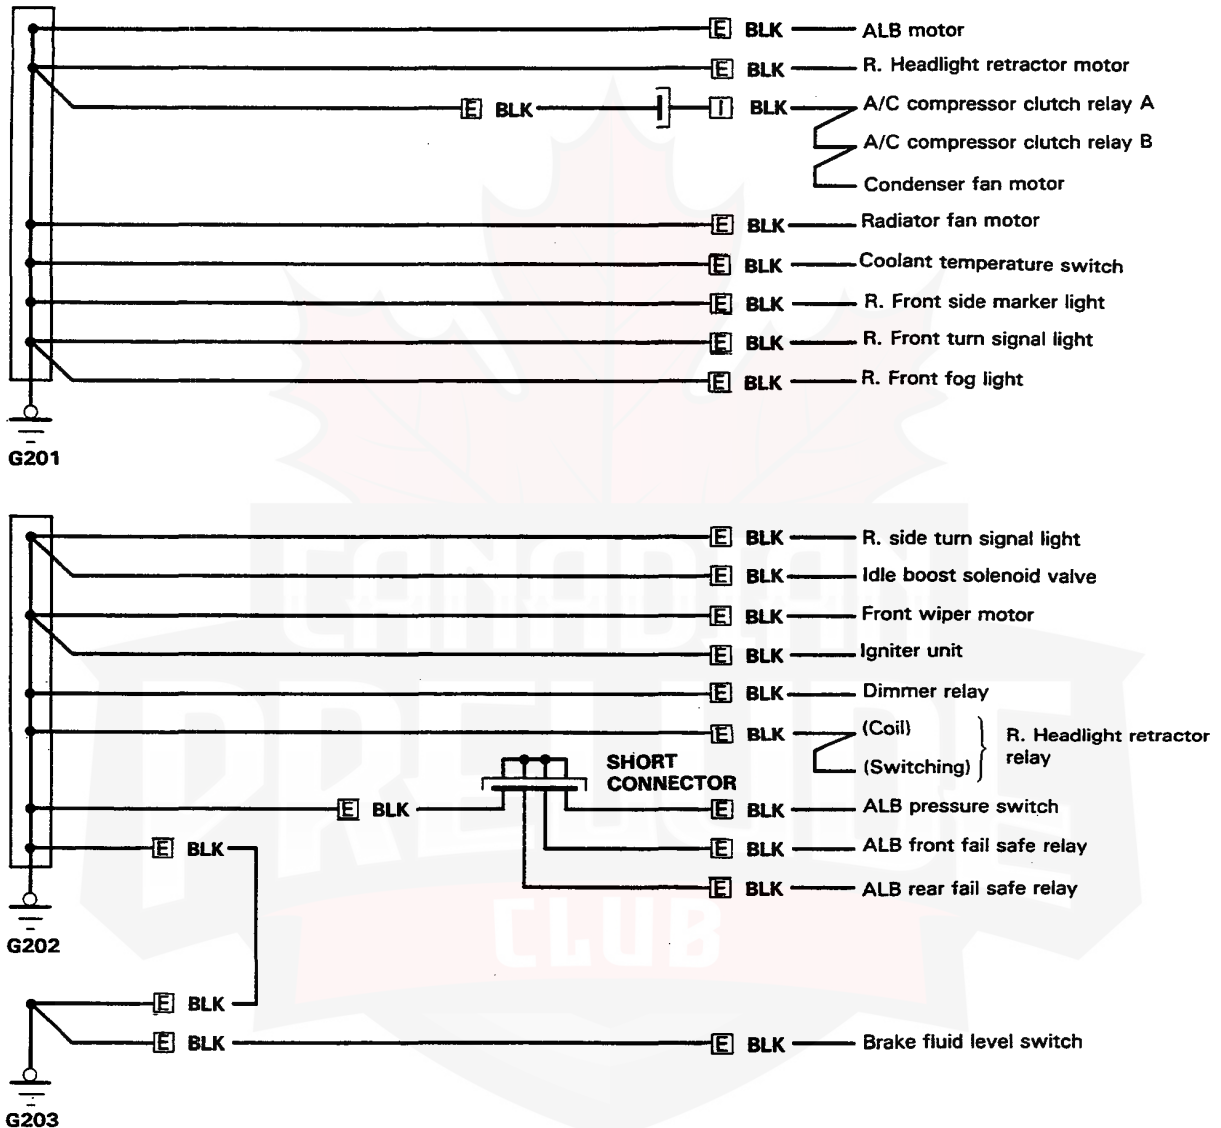 E BLK ALB motor
E BLK R. Headlight retractor motor
E BLK I BLK A/C compressor clutch relay A
A/C compressor clutch relay B
Condenser fan motor
E BLK Radiator fan motor
E BLK Coolant temperature switch
E BLK R. Front side marker light
E BLK R. Front turn signal light
E BLK R. Front fog light
G201
E BLK R. side turn signal light
E BLK Idle boost solenoid valve
E BLK Front wiper motor
E BLK Igniter unit
E BLK Dimmer relay
E BLK (Coil)
(Switching)
R. Headlight retractor
relay
SHORT
CONNECTOR
E BLK E BLK ALB pressure switch
E BLK E BLK ALB front fail safe relay
E BLK ALB rear fail safe relay
G202
E BLK
E BLK E BLK Brake fluid level switch
G203
CANADIAN
PRELUDE
CLUB